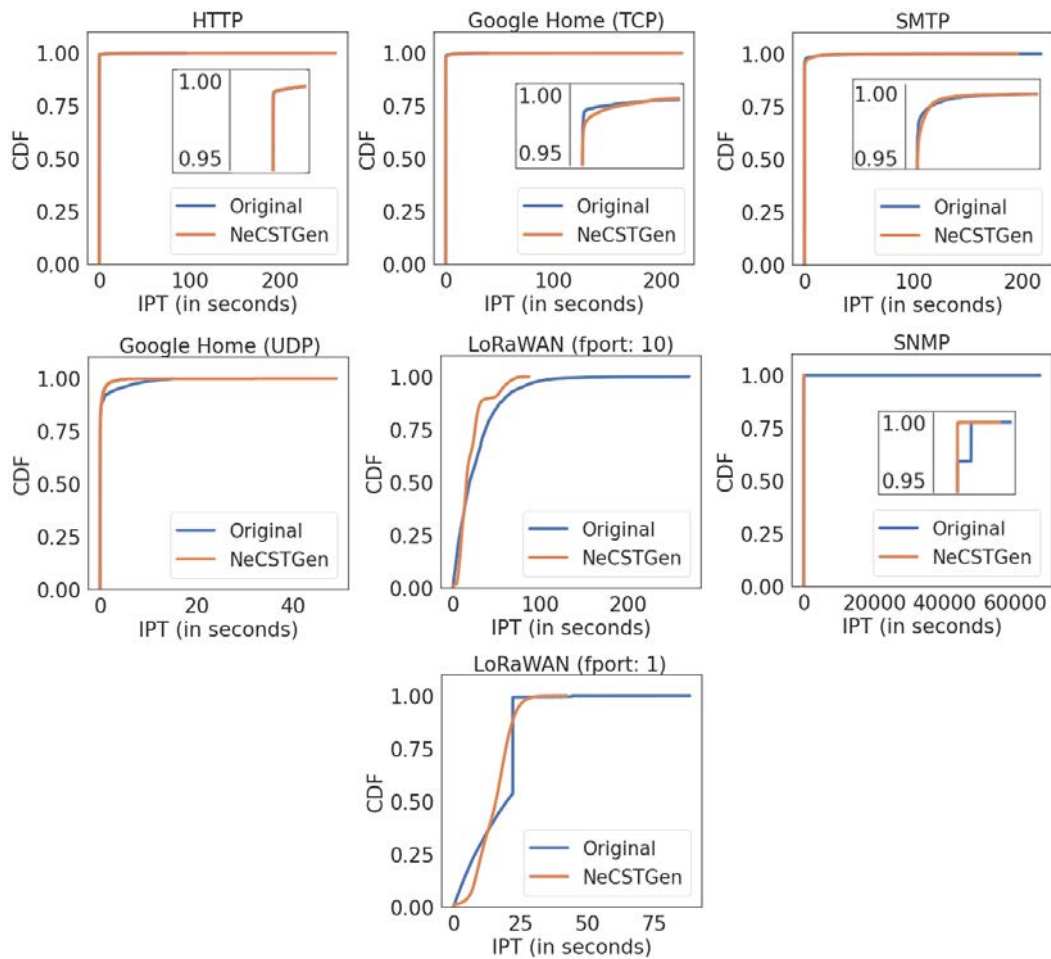 HTTP
1.00
0.75
0.50
0.25
0.00
CDF
1.00
0.95
Original
NeCSTGen
0 100 200
IPT (in seconds)
Google Home (TCP)
1.00
0.75
0.50
0.25
0.00
CDF
1.00
0.95
Original
NeCSTGen
0 100 200
IPT (in seconds)
SMTP
1.00
0.75
0.50
0.25
0.00
CDF
1.00
0.95
Original
NeCSTGen
0 100 200
IPT (in seconds)
Google Home (UDP)
1.00
0.75
0.50
0.25
0.00
CDF
Original
NeCSTGen
0 20 40
IPT (in seconds)
LoRaWAN (fport: 10)
1.00
0.75
0.50
0.25
0.00
CDF
Original
NeCSTGen
0 100 200
IPT (in seconds)
SNMP
1.00
0.75
0.50
0.25
0.00
CDF
1.00
0.95
Original
NeCSTGen
0 20000 40000 60000
IPT (in seconds)
LoRaWAN (fport: 1)
1.00
0.75
0.50
0.25
0.00
CDF
Original
NeCSTGen
0 25 50 75
IPT (in seconds)